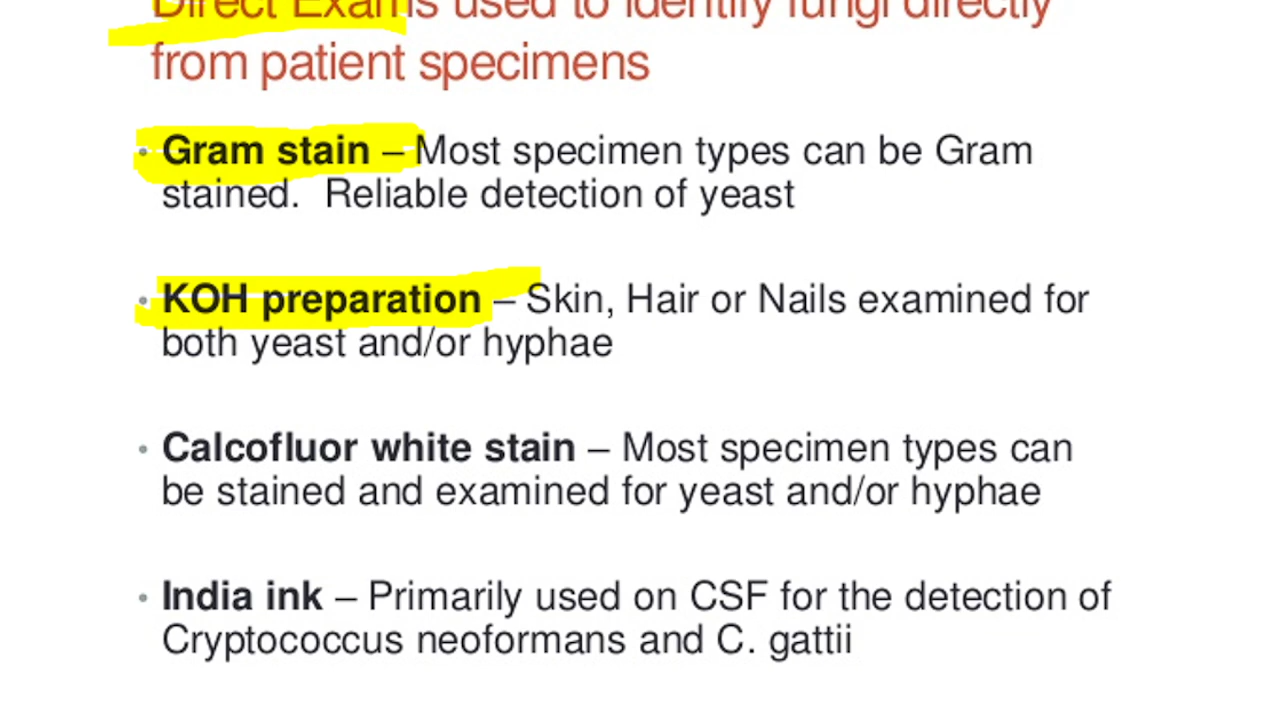 Direct Exams used to identify fungi directly
from patient specimens
• Gram stain – Most specimen types can be Gram
stained.  Reliable detection of yeast
• KOH preparation – Skin, Hair or Nails examined for
both yeast and/or hyphae
• Calcofluor white stain – Most specimen types can
be stained and examined for yeast and/or hyphae
• India ink – Primarily used on CSF for the detection of
Cryptococcus neoformans and C. gattii